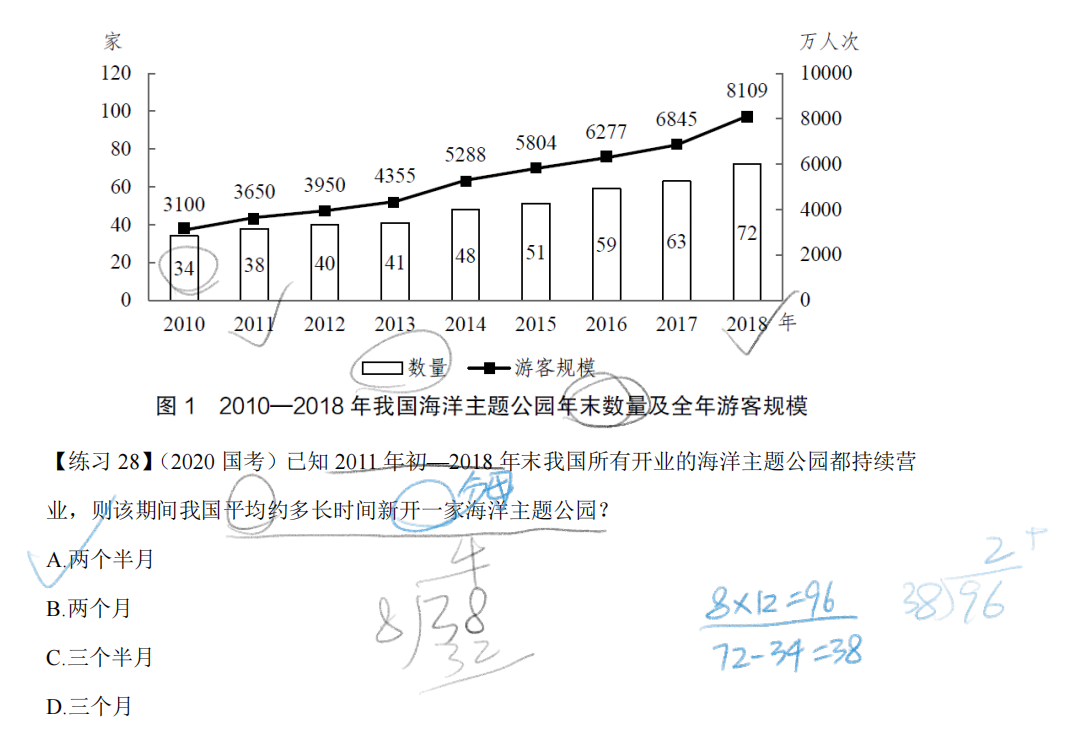 家 万人次
120 10000
8109
100 8000
6845
6277
5804
80 5288
6000
4355
3950
3650
60 3100
4000
40
34 38 40 41 48 51 59 63 72
2000
20
0 0
2010 2011 2012 2013 2014 2015 2016 2017 2018 年
数量 游客规模
图 1 2010—2018 年我国海洋主题公园年末数量及全年游客规模
【练习 28】（2020 国考）已知 2011 年初—2018 年末我国所有开业的海洋主题公园都持续营
分母
业，则该期间我国平均约多长时间新开一家海洋主题公园？
A.两个半月
B.两个月
C.三个半月
D.三个月
4
8 38
32
8×12=96
72-34=38
2+
38 96